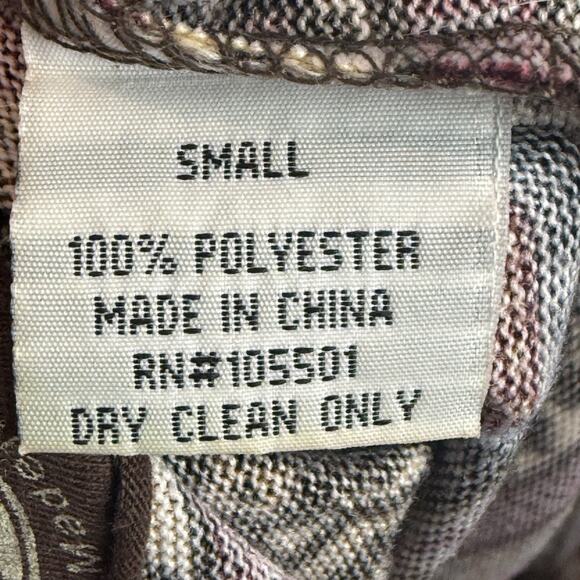 SMALL
100% POLYESTER
MADE IN CHINA
RN#105501
DRY CLEAN ONLY